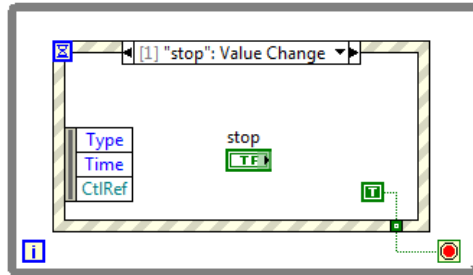 [1] "stop": Value Change
Type
Time
CtlRef
stop
TF
T
i